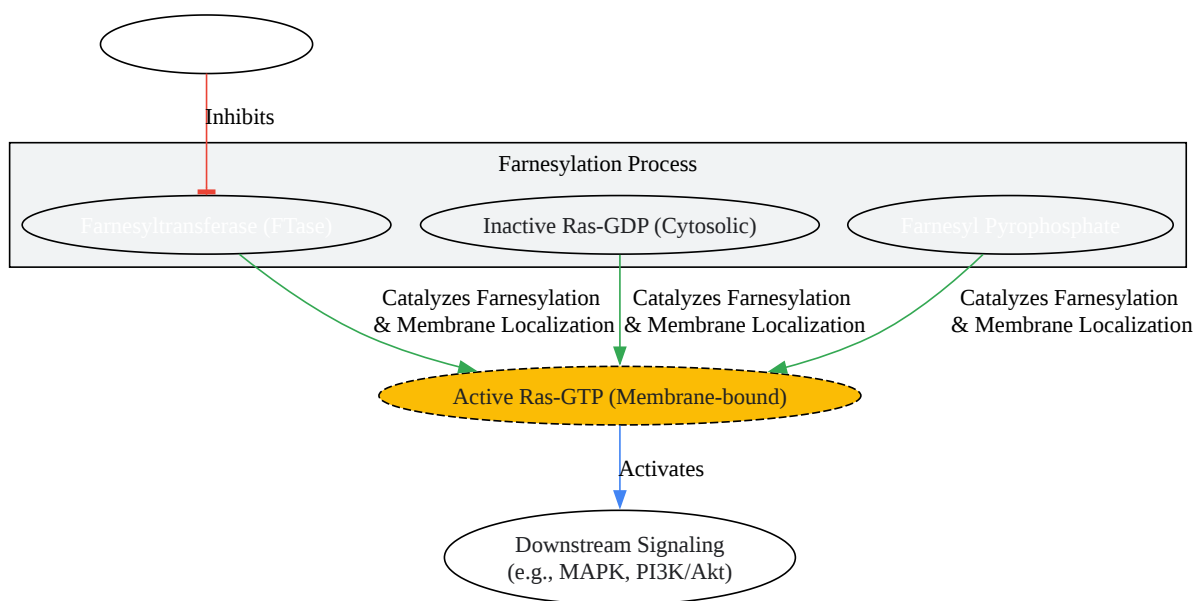 Inhibits
Farnesylation Process
Farnesyltransferase (FTase)
Inactive Ras-GDP (Cytosolic)
Farnesyl Pyrophosphate
Catalyzes Farnesylation
& Membrane Localization
Catalyzes Farnesylation
& Membrane Localization
Catalyzes Farnesylation
& Membrane Localization
Active Ras-GTP (Membrane-bound)
Activates
Downstream Signaling
(e.g., MAPK, PI3K/Akt)